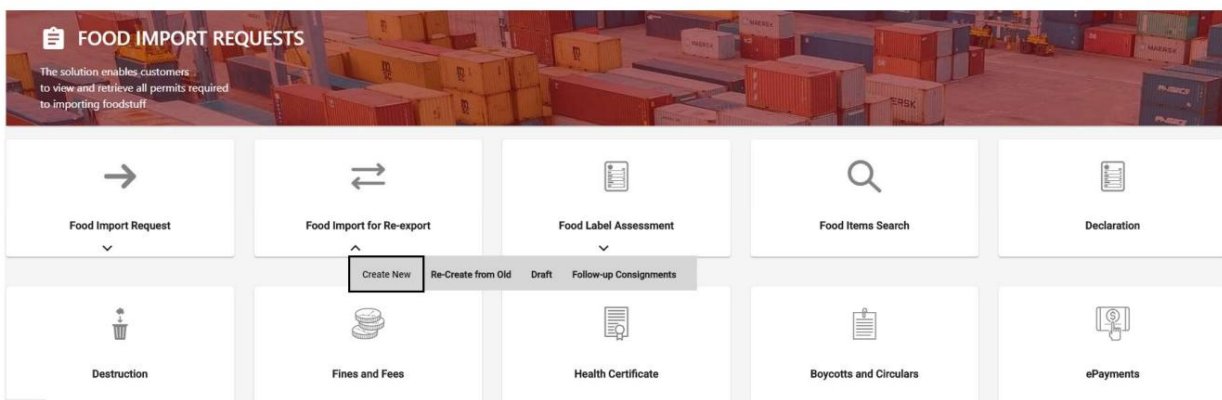 FOOD IMPORT REQUESTS
The solution enables customers
to view and retrieve all permits required
to importing foodstuff
MAERSK
MAERSK
Food Import Request
Food Import for Re-export
Food Label Assessment
Food Items Search
Declaration
Create New Re-Create from Old Draft Follow-up Consignments
Destruction
Fines and Fees
Health Certificate
Boycotts and Circulars
ePayments